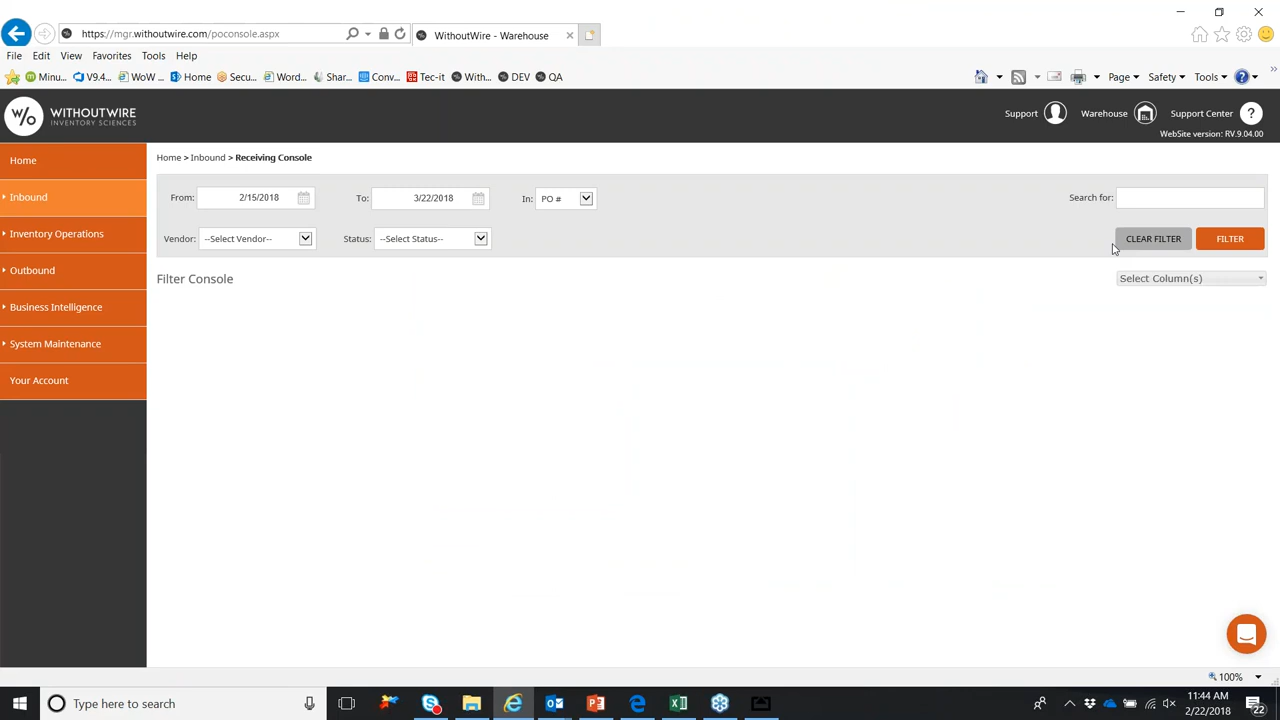 https://mgr.withoutwire.com/poconsole.aspx
WithoutWire - Warehouse
File Edit View Favorites Tools Help
Minu... V9.4... WoW ... Home Secu... Word... Shar... Conv... Tec-it With... DEV QA
Page Safety Tools
W/O WITHOUTWIRE
INVENTORY SCIENCES
Support Warehouse Support Center ?
WebSite version: RV.9.04.00
Home
Inbound
Inventory Operations
Outbound
Business Intelligence
System Maintenance
Your Account
Home > Inbound > Receiving Console
From: 2/15/2018 To: 3/22/2018 In: PO # Search for:
Vendor: --Select Vendor-- Status: --Select Status-- CLEAR FILTER FILTER
Filter Console
Select Column(s)
100%
Type here to search
11:44 AM
2/22/2018
22